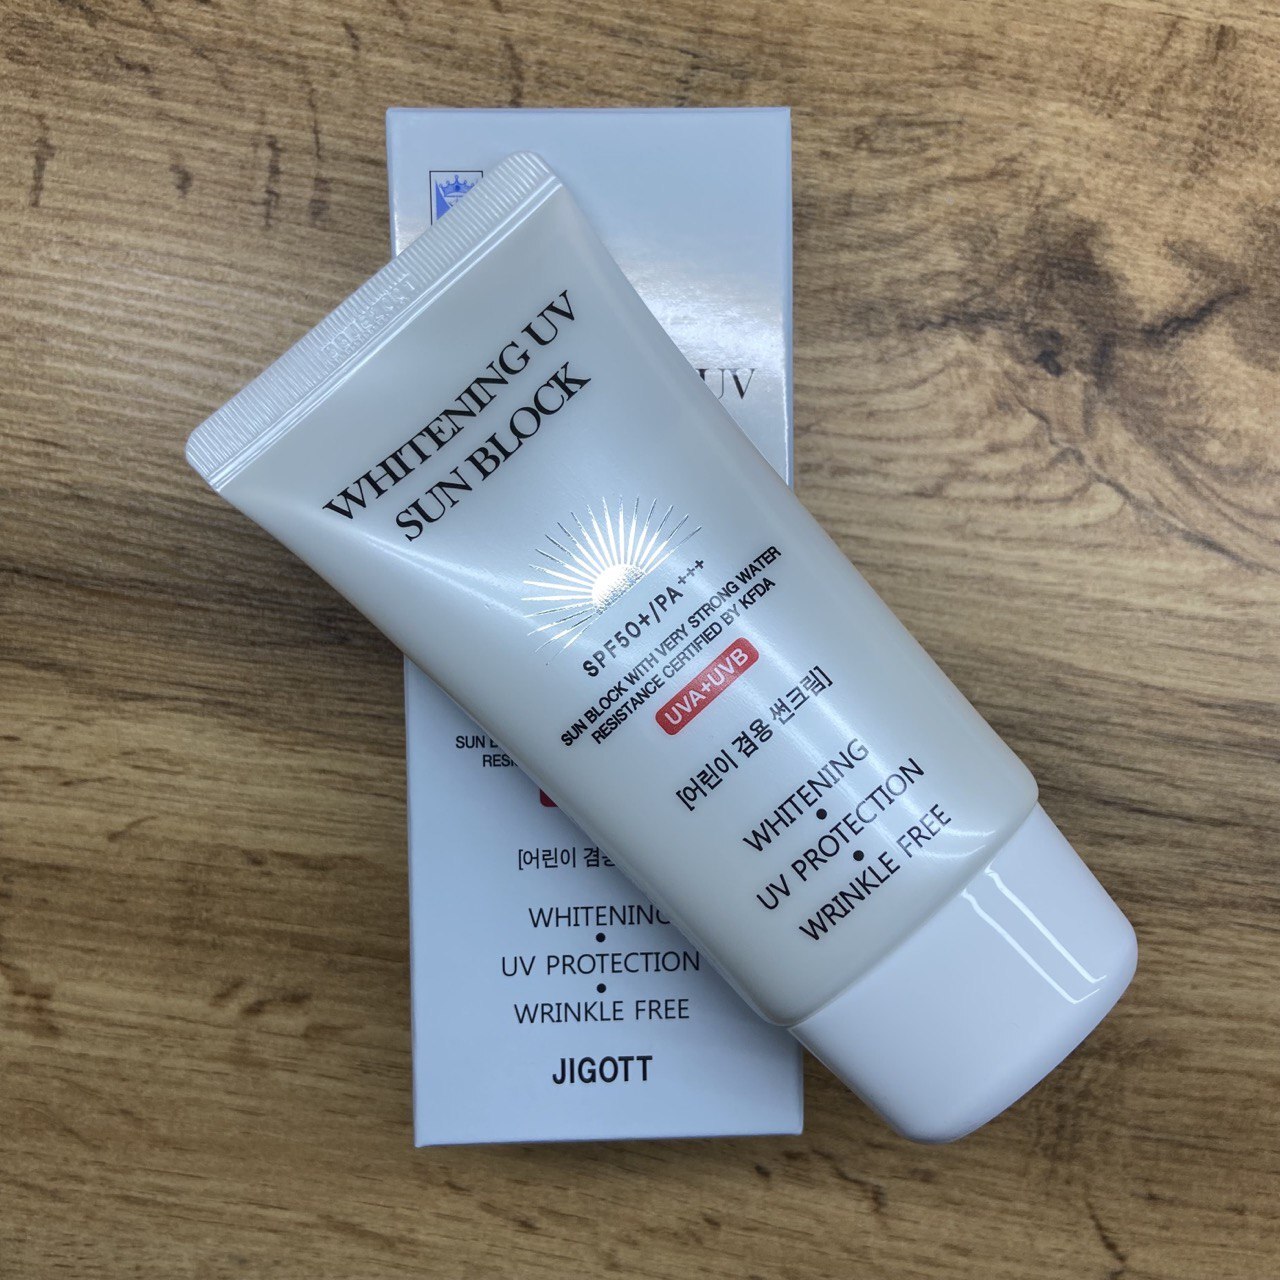 WHITENING UV
SUN BLOCK
SPF50+/PA+++
SUN BLOCK WITH VERY STRONG WATER
RESISTANCE CERTIFIED BY KFDA
UVA+UVB
[어린이 겸용 썬크림]
WHITENING
•
UV PROTECTION
•
WRINKLE FREE
UV
SUN
[어린이 겸용
WHITENING
•
UV PROTECTION
•
WRINKLE FREE
JIGOTT